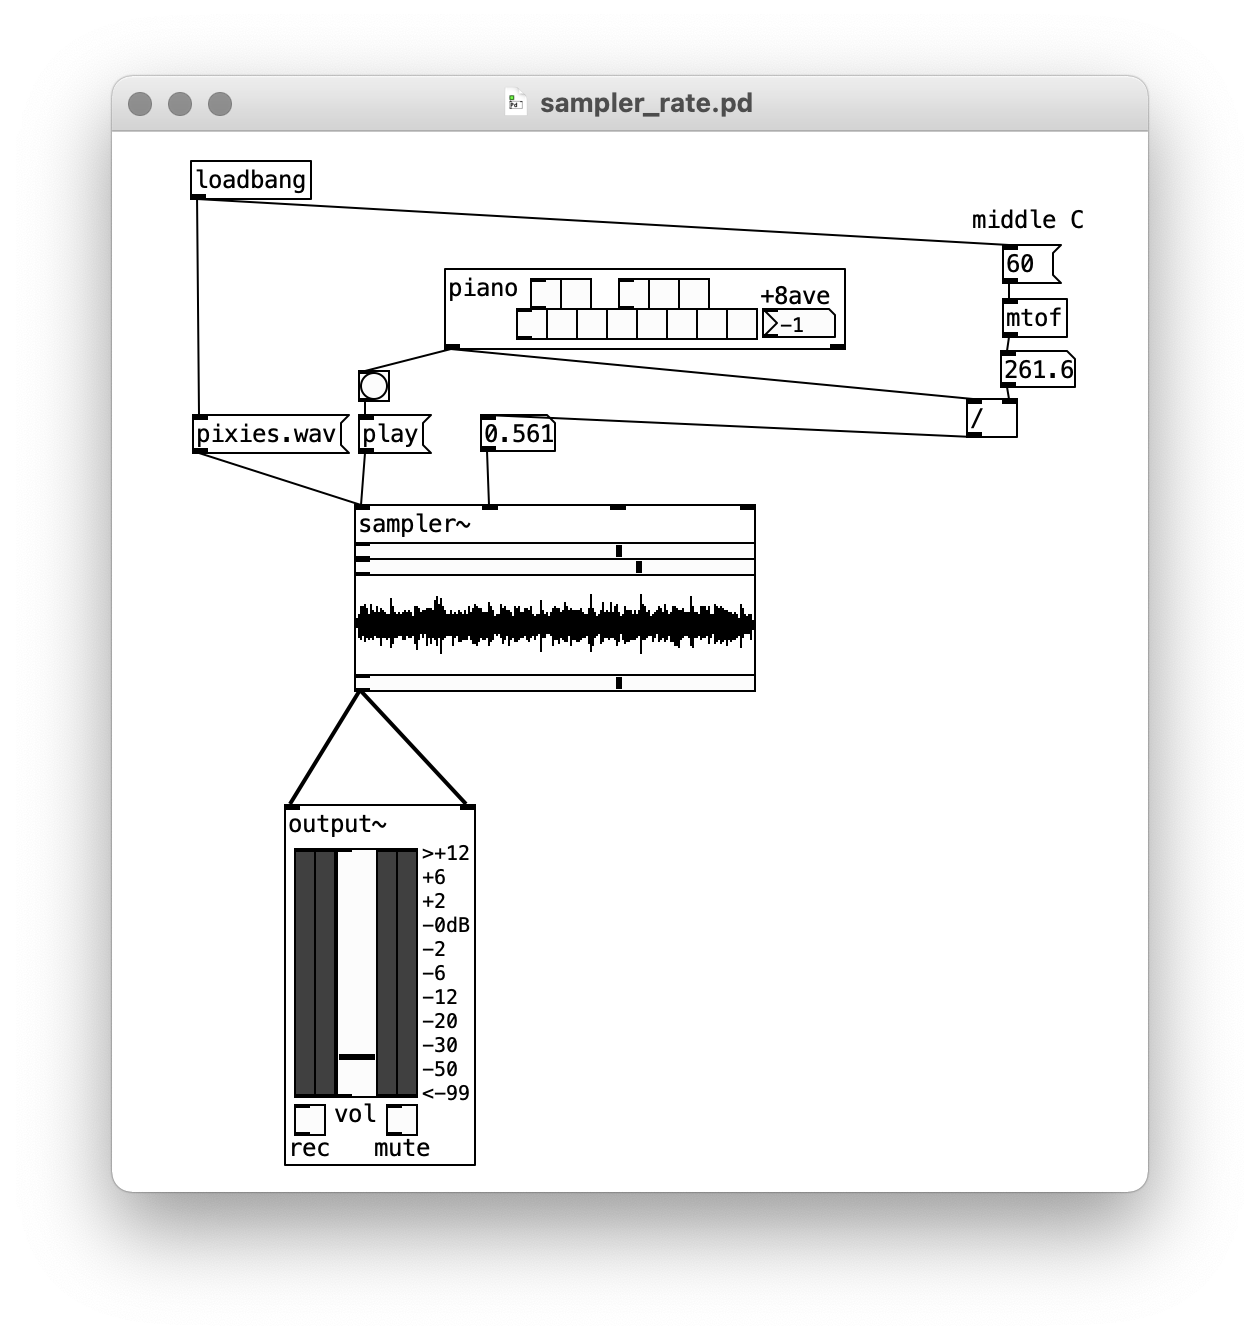 sampler_rate.pd
loadbang
middle C
60
piano
+8ave
−1
mtof
261.6
/
pixies.wav
play
0.561
sampler~
output~
>+12
+6
+2
−0dB
−2
−6
−12
−20
−30
−50
<−99
vol
rec
mute